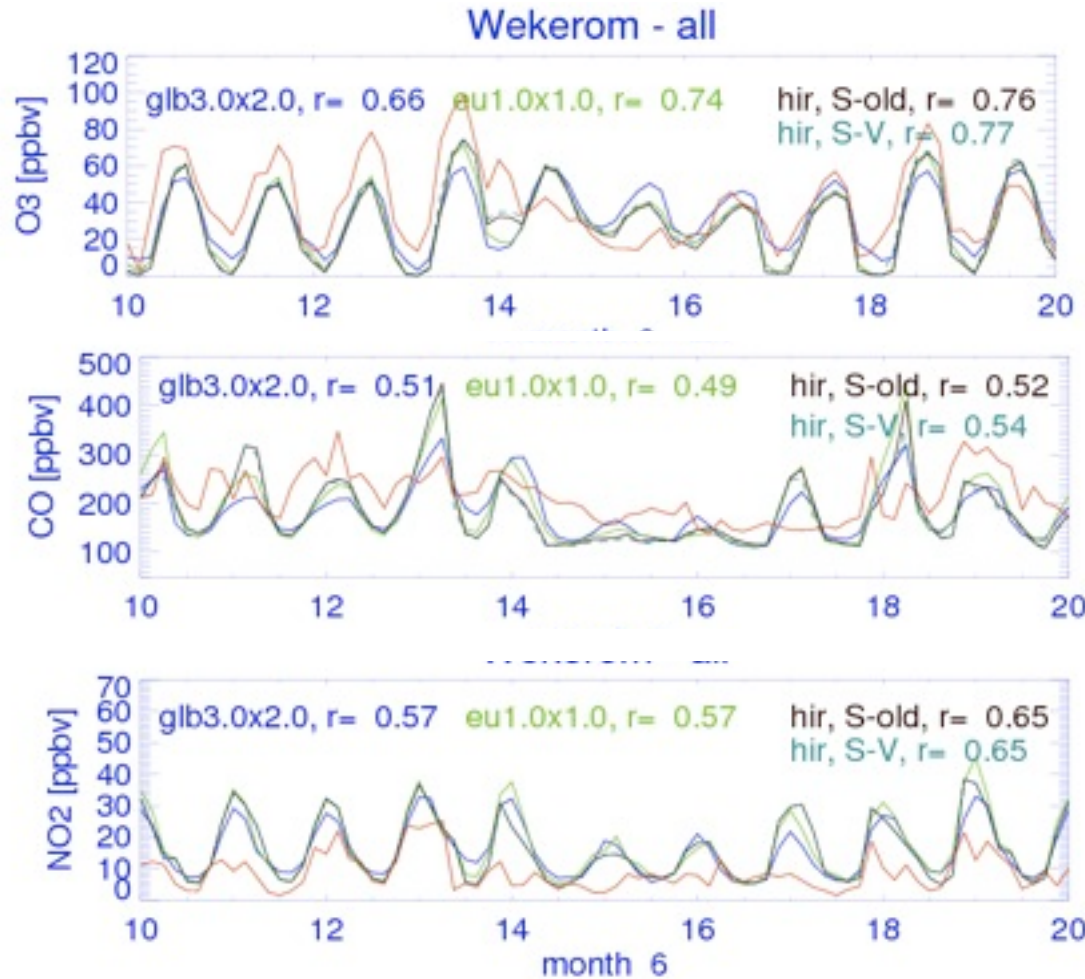 Wekerom - all
O3 [ppbv]
120
100
80
60
40
20
0
glb3.0x2.0, r= 0.66 eu1.0x1.0, r= 0.74 hir, S-old, r= 0.76
hir, S-V, r= 0.77
10 12 14 16 18 20
CO [ppbv]
500
400
300
200
100
glb3.0x2.0, r= 0.51 eu1.0x1.0, r= 0.49 hir, S-old, r= 0.52
hir, S-V, r= 0.54
10 12 14 16 18 20
NO2 [ppbv]
70
60
50
40
30
20
10
0
glb3.0x2.0, r= 0.57 eu1.0x1.0, r= 0.57 hir, S-old, r= 0.65
hir, S-V, r= 0.65
10 12 14 16 18 20
month 6